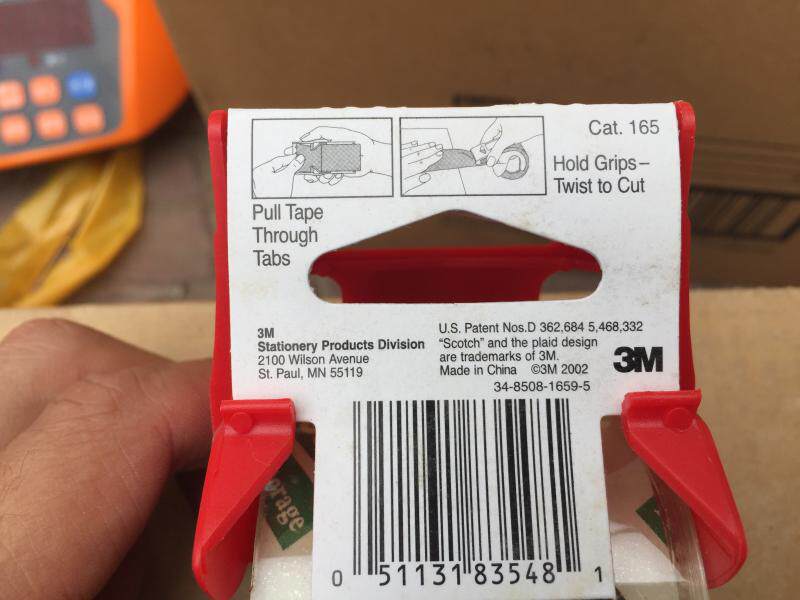 Cat. 165
Hold Grips–
Twist to Cut
Pull Tape
Through
Tabs
3M
Stationery Products Division
2100 Wilson Avenue
St. Paul, MN 55119
U.S. Patent Nos.D 362,684 5,468,332
“Scotch” and the plaid design
are trademarks of 3M.
Made in China ©3M 2002
34-8508-1659-5
3M
orage
0 51131 83548 1